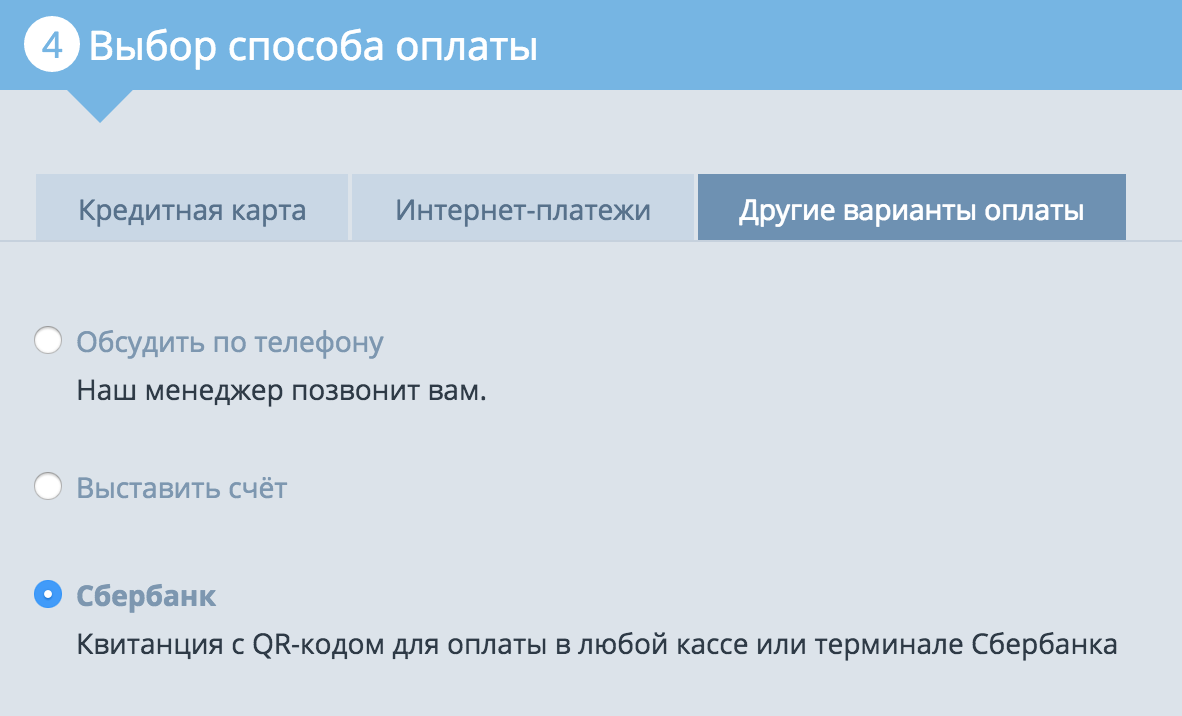 4 Выбор способа оплаты
Кредитная карта Интернет-платежи Другие варианты оплаты
Обсудить по телефону
Наш менеджер позвонит вам.
Выставить счёт
Сбербанк
Квитанция с QR-кодом для оплаты в любой кассе или терминале Сбербанка